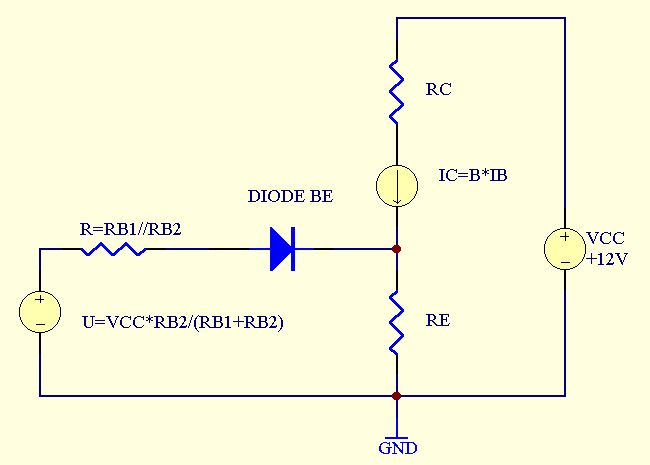 RC
IC=B*IB
DIODE BE
R=RB1//RB2
VCC
+12V
U=VCC*RB2/(RB1+RB2)
RE
GND